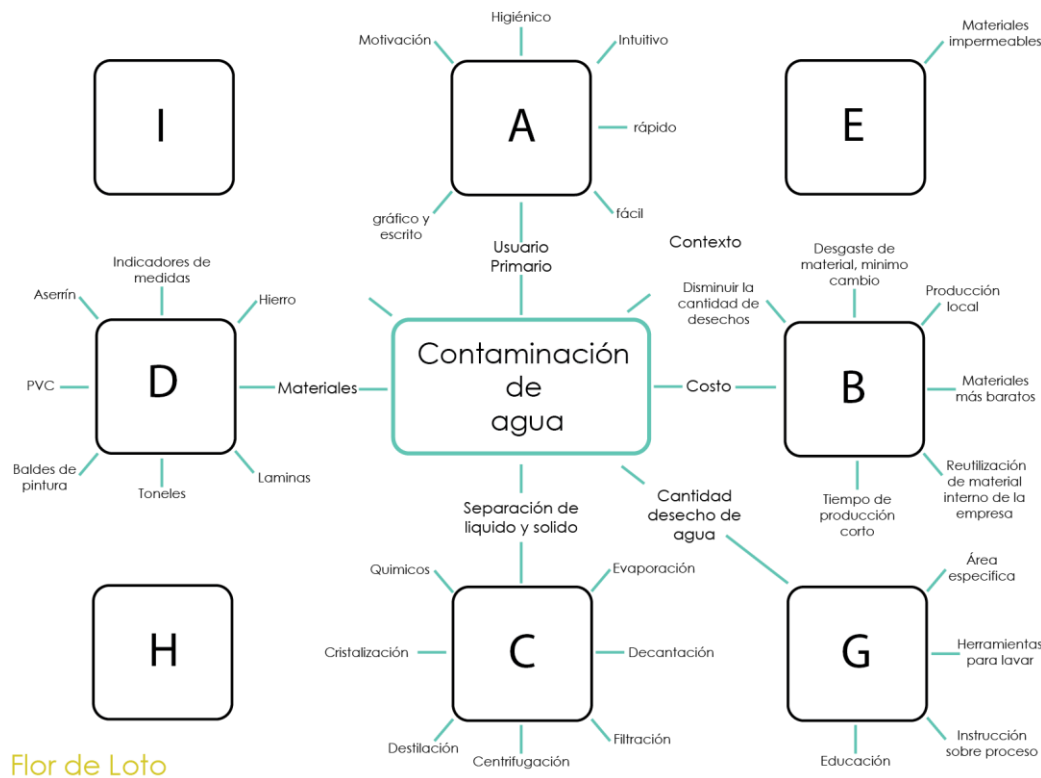 Higiénico
Motivación
Intuitivo
A
rápido
gráfico y
escrito
fácil
Usuario
Primario
I
E
Materiales
impermeables
Contexto
Indicadores de
medidas
Aserrín
Hierro
D
PVC
Materiales
Baldes de
pintura
Toneles
Laminas
Contaminación
de
agua
Costo
Desgaste de
material, minimo
cambio
Disminuir la
cantidad de
desechos
Producción
local
B
Materiales
más baratos
Reutilización
de material
interno de la
empresa
Tiempo de
producción
corto
Separación de
liquido y solido
Cantidad
desecho de
agua
H
Quimicos
Evaporación
Cristalización
C
Decantación
Destilación
Centrifugación
Filtración
Área
especifica
G
Herramientas
para lavar
Instrucción
sobre proceso
Educación
Flor de Loto